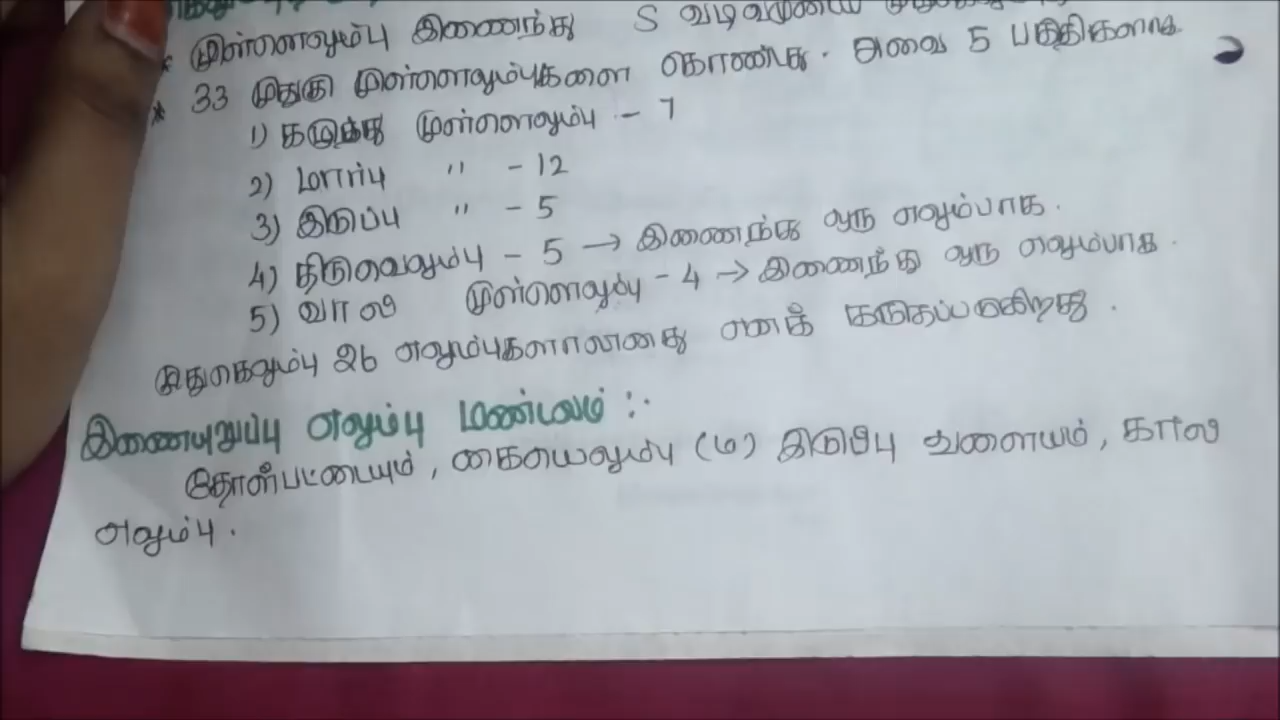 * முள்ளெலும்பு இணைந்து S வடிவமுடைய
* 33 முதுகு முள்ளெலும்புகளை கொண்டது. அவை 5 பகுதிகளாக
1) கழுத்து முள்ளெலும்பு - 7
2) மார்பு " - 12
3) இடுப்பு " - 5
4) திருவெலும்பு - 5 → இணைந்து ஒரு எலும்பாக.
5) வால் முள்ளெலும்பு - 4 → இணைந்து ஒரு எலும்பாக.
முதுகெலும்பு 26 எலும்புகளாலானது எனக் கருதப்படுகிறது.
இணையுறுப்பு எலும்பு மண்டலம் :-
தோள்பட்டையும், கையெலும்பு (ம) இடுப்பு வளையம், கால்
எலும்பு.